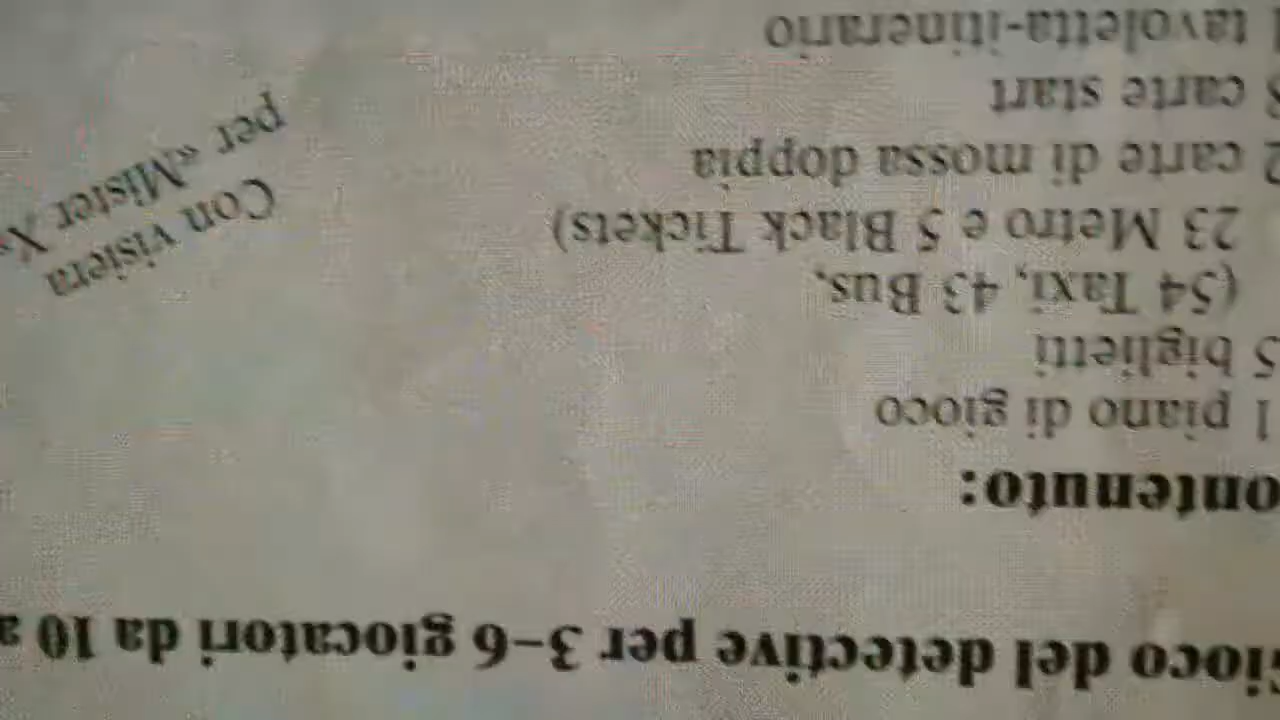 Gioco del detective per 3–6 giocatori da 10 a
ontenuto:
1 piano di gioco
5 biglietti
(54 Taxi, 43 Bus,
23 Metro e 5 Black Tickets)
2 carte di mossa doppia
carte start
1 tavoletta-itinerario
Con visiera
per «Mister X»